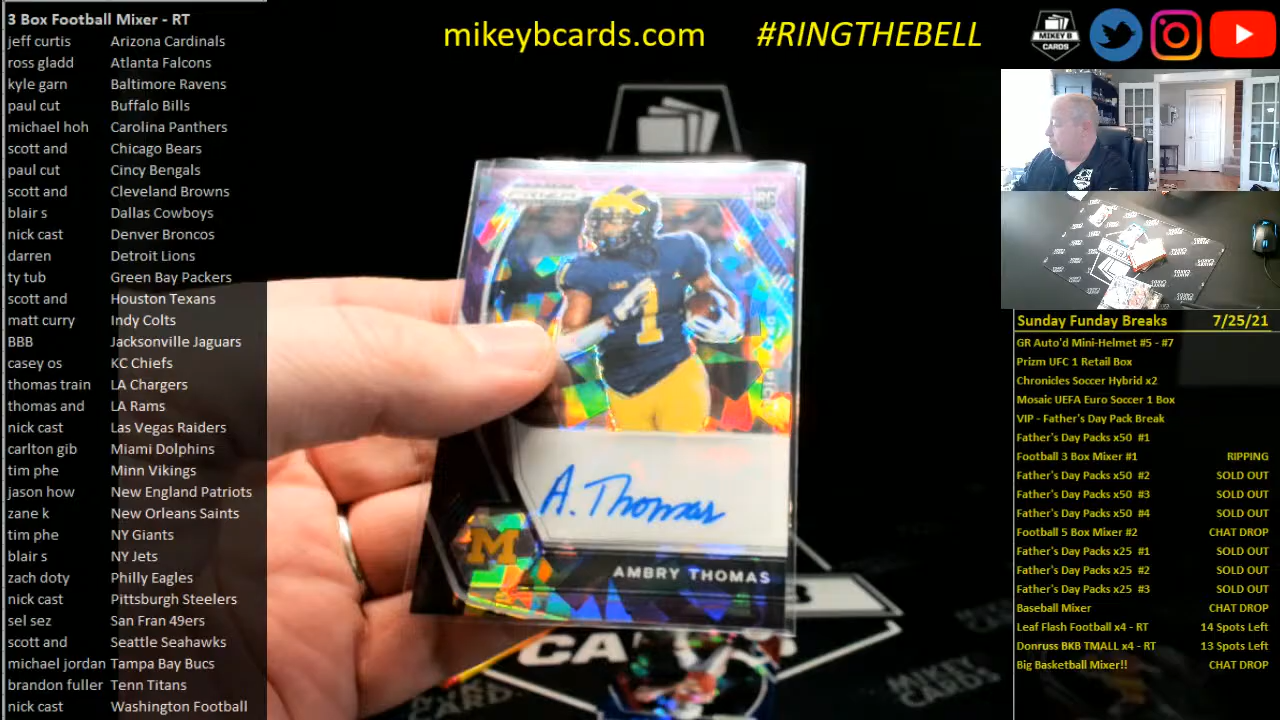 3 Box Football Mixer - RT
jeff curtis Arizona Cardinals
ross gladd Atlanta Falcons
kyle garn Baltimore Ravens
paul cut Buffalo Bills
michael hoh Carolina Panthers
scott and Chicago Bears
paul cut Cincy Bengals
scott and Cleveland Browns
blair s Dallas Cowboys
nick cast Denver Broncos
darren Detroit Lions
ty tub Green Bay Packers
scott and Houston Texans
matt curry Indy Colts
BBB Jacksonville Jaguars
casey os KC Chiefs
thomas train LA Chargers
thomas and LA Rams
nick cast Las Vegas Raiders
carlton gib Miami Dolphins
tim phe Minn Vikings
jason how New England Patriots
zane k New Orleans Saints
tim phe NY Giants
blair s NY Jets
zach doty Philly Eagles
nick cast Pittsburgh Steelers
sel sez San Fran 49ers
scott and Seattle Seahawks
michael jordan Tampa Bay Bucs
brandon fuller Tenn Titans
nick cast Washington Football
mikeybcards.com #RINGTHEBELL
MIKEY B
CARDS
PRIZM
RC
1
A. Thomas
M
AMBRY THOMAS
CARDS
MIKEY
CARDS
Sunday Funday Breaks 7/25/21
GR Auto'd Mini-Helmet #5 - #7
Prizm UFC 1 Retail Box
Chronicles Soccer Hybrid x2
Mosaic UEFA Euro Soccer 1 Box
VIP - Father's Day Pack Break
Father's Day Packs x50 #1
Football 3 Box Mixer #1 RIPPING
Father's Day Packs x50 #2 SOLD OUT
Father's Day Packs x50 #3 SOLD OUT
Father's Day Packs x50 #4 SOLD OUT
Football 5 Box Mixer #2 CHAT DROP
Father's Day Packs x25 #1 SOLD OUT
Father's Day Packs x25 #2 SOLD OUT
Father's Day Packs x25 #3 SOLD OUT
Baseball Mixer CHAT DROP
Leaf Flash Football x4 - RT 14 Spots Left
Donruss BKB TMALL x4 - RT 13 Spots Left
Big Basketball Mixer!! CHAT DROP